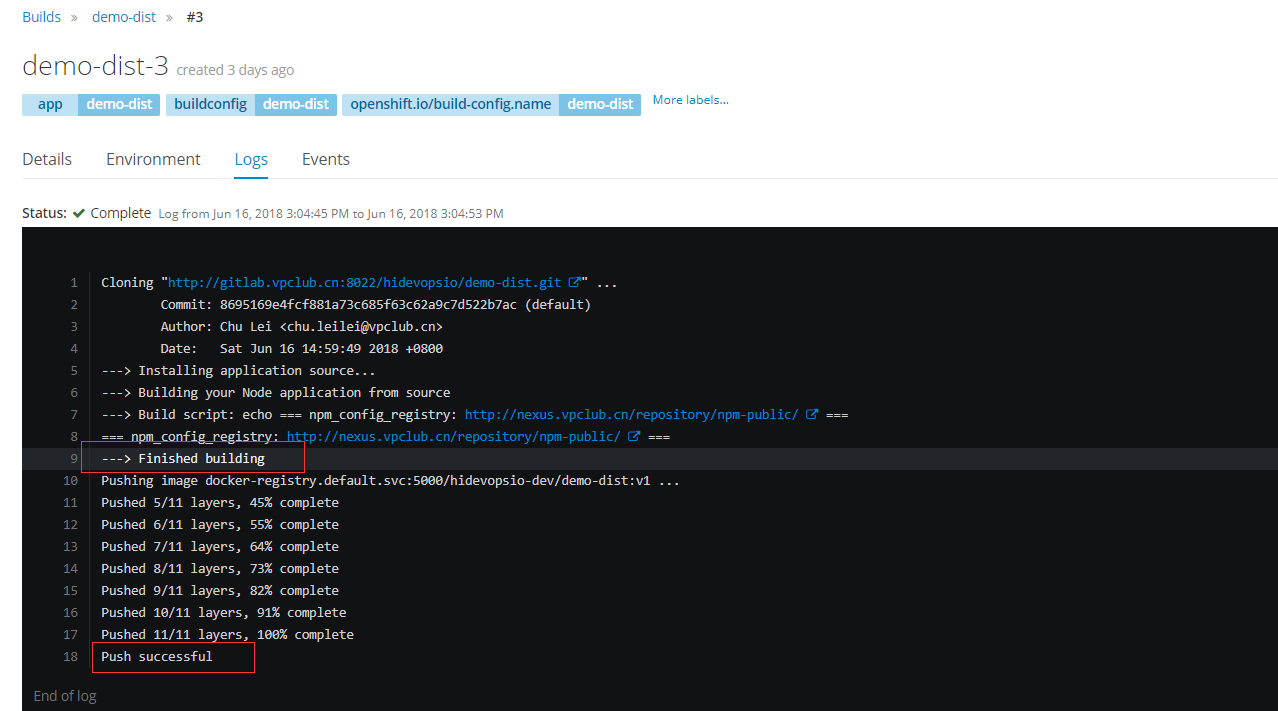 Builds » demo-dist » #3
demo-dist-3 created 3 days ago
app demo-dist buildconfig demo-dist openshift.io/build-config.name demo-dist More labels...
Details Environment Logs Events
Status: ✔ Complete Log from Jun 16, 2018 3:04:45 PM to Jun 16, 2018 3:04:53 PM
1 Cloning "http://gitlab.vpclub.cn:8022/hidevopsio/demo-dist.git" ...
2 Commit: 8695169e4fcf881a73c685f63c62a9c7d522b7ac (default)
3 Author: Chu Lei <chu.leilei@vpclub.cn>
4 Date: Sat Jun 16 14:59:49 2018 +0800
5 ---> Installing application source...
6 ---> Building your Node application from source
7 ---> Build script: echo === npm_config_registry: http://nexus.vpclub.cn/repository/npm-public/ ===
8 === npm_config_registry: http://nexus.vpclub.cn/repository/npm-public/ ===
9 ---> Finished building
10 Pushing image docker-registry.default.svc:5000/hidevopsio-dev/demo-dist:v1 ...
11 Pushed 5/11 layers, 45% complete
12 Pushed 6/11 layers, 55% complete
13 Pushed 7/11 layers, 64% complete
14 Pushed 8/11 layers, 73% complete
15 Pushed 9/11 layers, 82% complete
16 Pushed 10/11 layers, 91% complete
17 Pushed 11/11 layers, 100% complete
18 Push successful
End of log